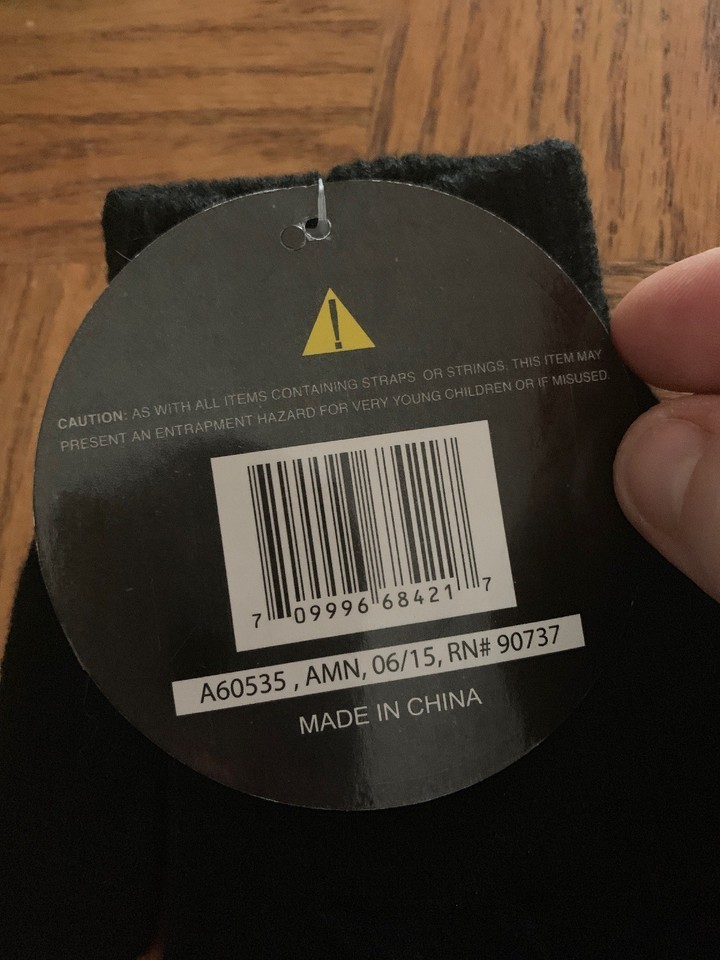 !
CAUTION: AS WITH ALL ITEMS CONTAINING STRAPS OR STRINGS, THIS ITEM MAY
PRESENT AN ENTRAPMENT HAZARD FOR VERY YOUNG CHILDREN OR IF MISUSED.
7 09996 68421 7
A60535 , AMN, 06/15, RN# 90737
MADE IN CHINA